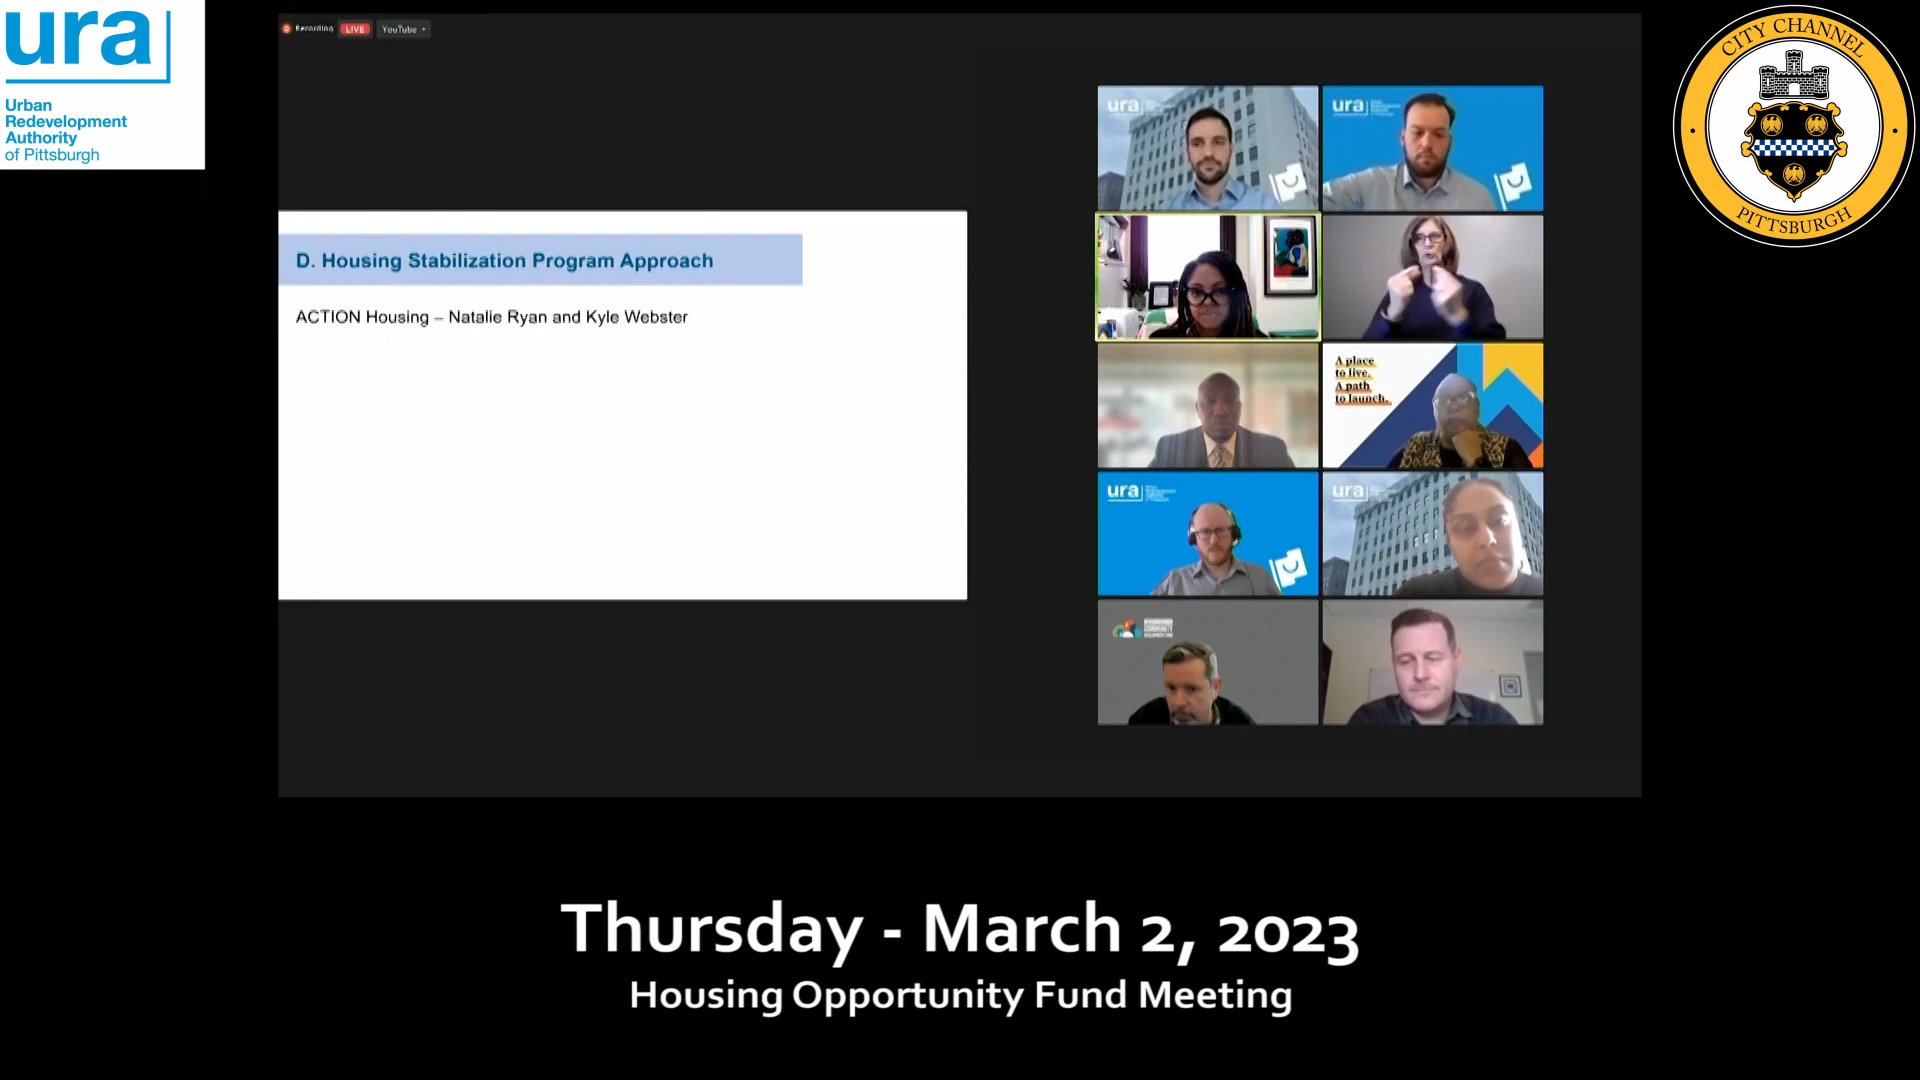 ura
Urban
Redevelopment
Authority
of Pittsburgh
Recording LIVE YouTube
CITY CHANNEL
PITTSBURGH
D. Housing Stabilization Program Approach
ACTION Housing – Natalie Ryan and Kyle Webster
ura
ura
A place
to live.
A path
to launch.
ura
ura
Thursday - March 2, 2023
Housing Opportunity Fund Meeting